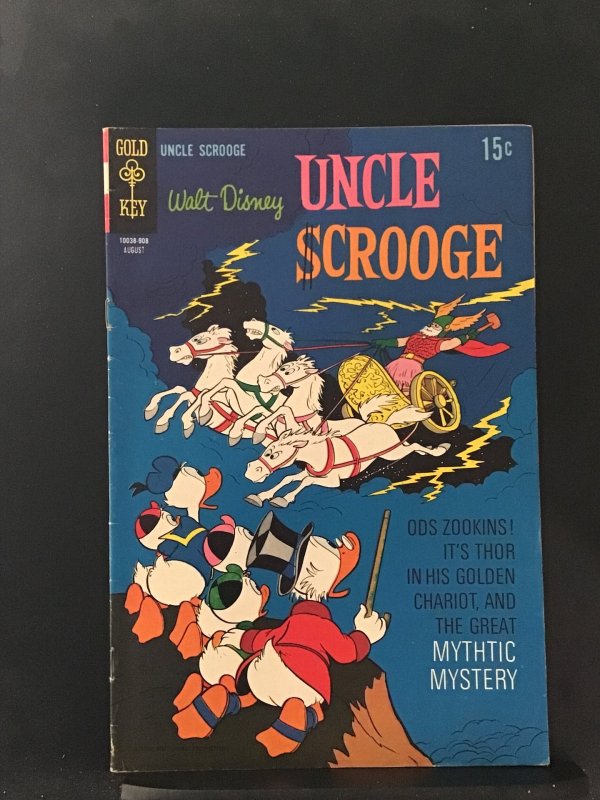 GOLD
KEY
UNCLE SCROOGE
10038-908
AUGUST
Walt Disney
UNCLE
$CROOGE
15c
ODS ZOOKINS!
IT'S THOR
IN HIS GOLDEN
CHARIOT, AND
THE GREAT
MYTHTIC
MYSTERY